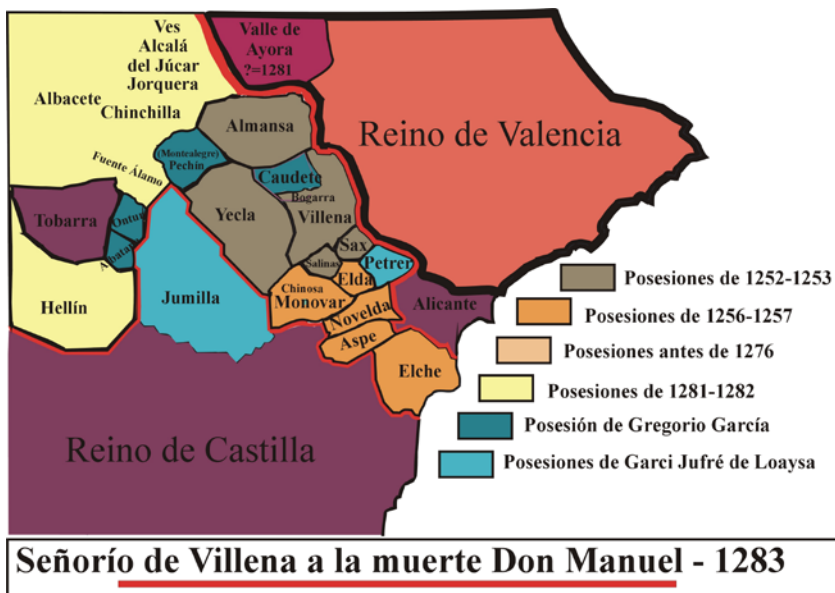 Ves
Alcalá
del Júcar
Jorquera
Albacete
Chinchilla
Valle de
Ayora
?=1281
Reino de Valencia
Almansa
(Montealegre)
Pechín
Caudete
Bogarra
Fuente Álamo
Tobarra
Ontur
Albatana
Yecla
Villena
Sax
Salinas
Petrer
Elda
Chinosa
Monovar
Alicante
Novelda
Aspe
Elche
Hellín
Jumilla
Reino de Castilla
Posesiones de 1252-1253
Posesiones de 1256-1257
Posesiones antes de 1276
Posesiones de 1281-1282
Posesión de Gregorio García
Posesiones de Garci Jufré de Loaysa
Señorío de Villena a la muerte Don Manuel - 1283